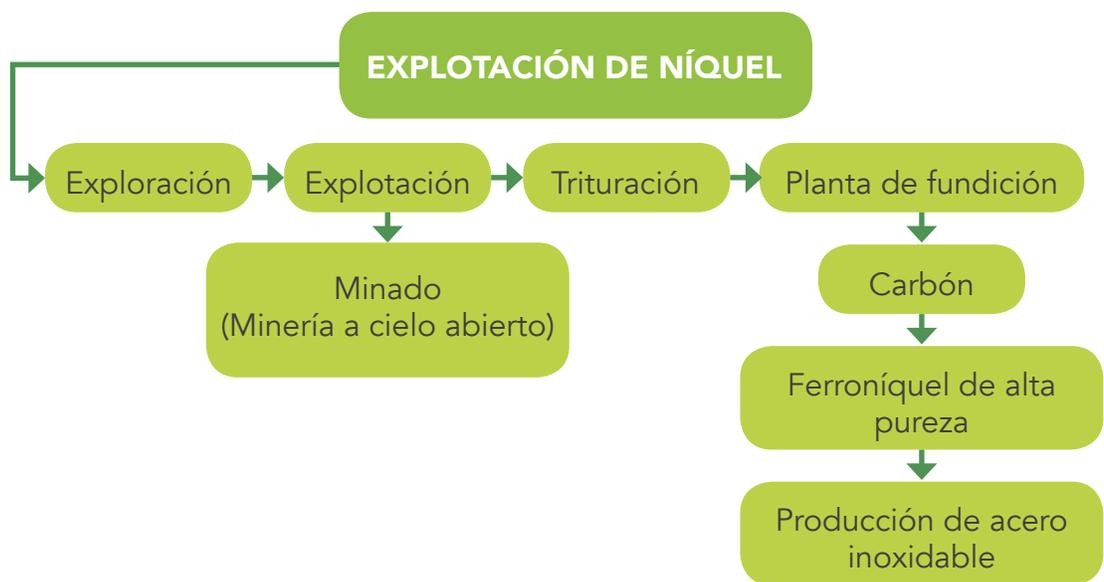 EXPLOTACIÓN DE NÍQUEL
Exploración
Explotación
Trituración
Planta de fundición
Minado
(Minería a cielo abierto)
Carbón
Ferroníquel de alta
pureza
Producción de acero
inoxidable